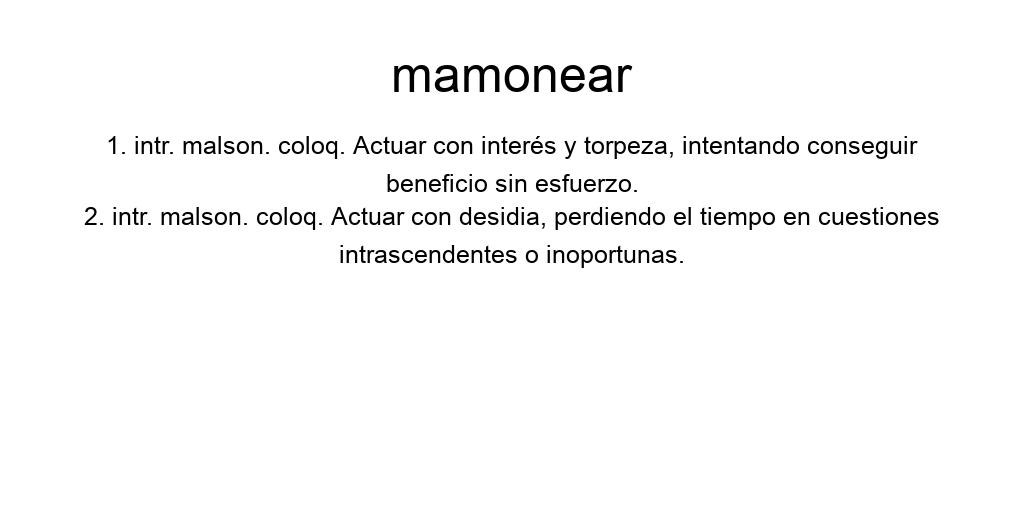 mamonear
1. intr. malson. coloq. Actuar con interés y torpeza, intentando conseguir
beneficio sin esfuerzo.
2. intr. malson. coloq. Actuar con desidia, perdiendo el tiempo en cuestiones
intrascendentes o inoportunas.